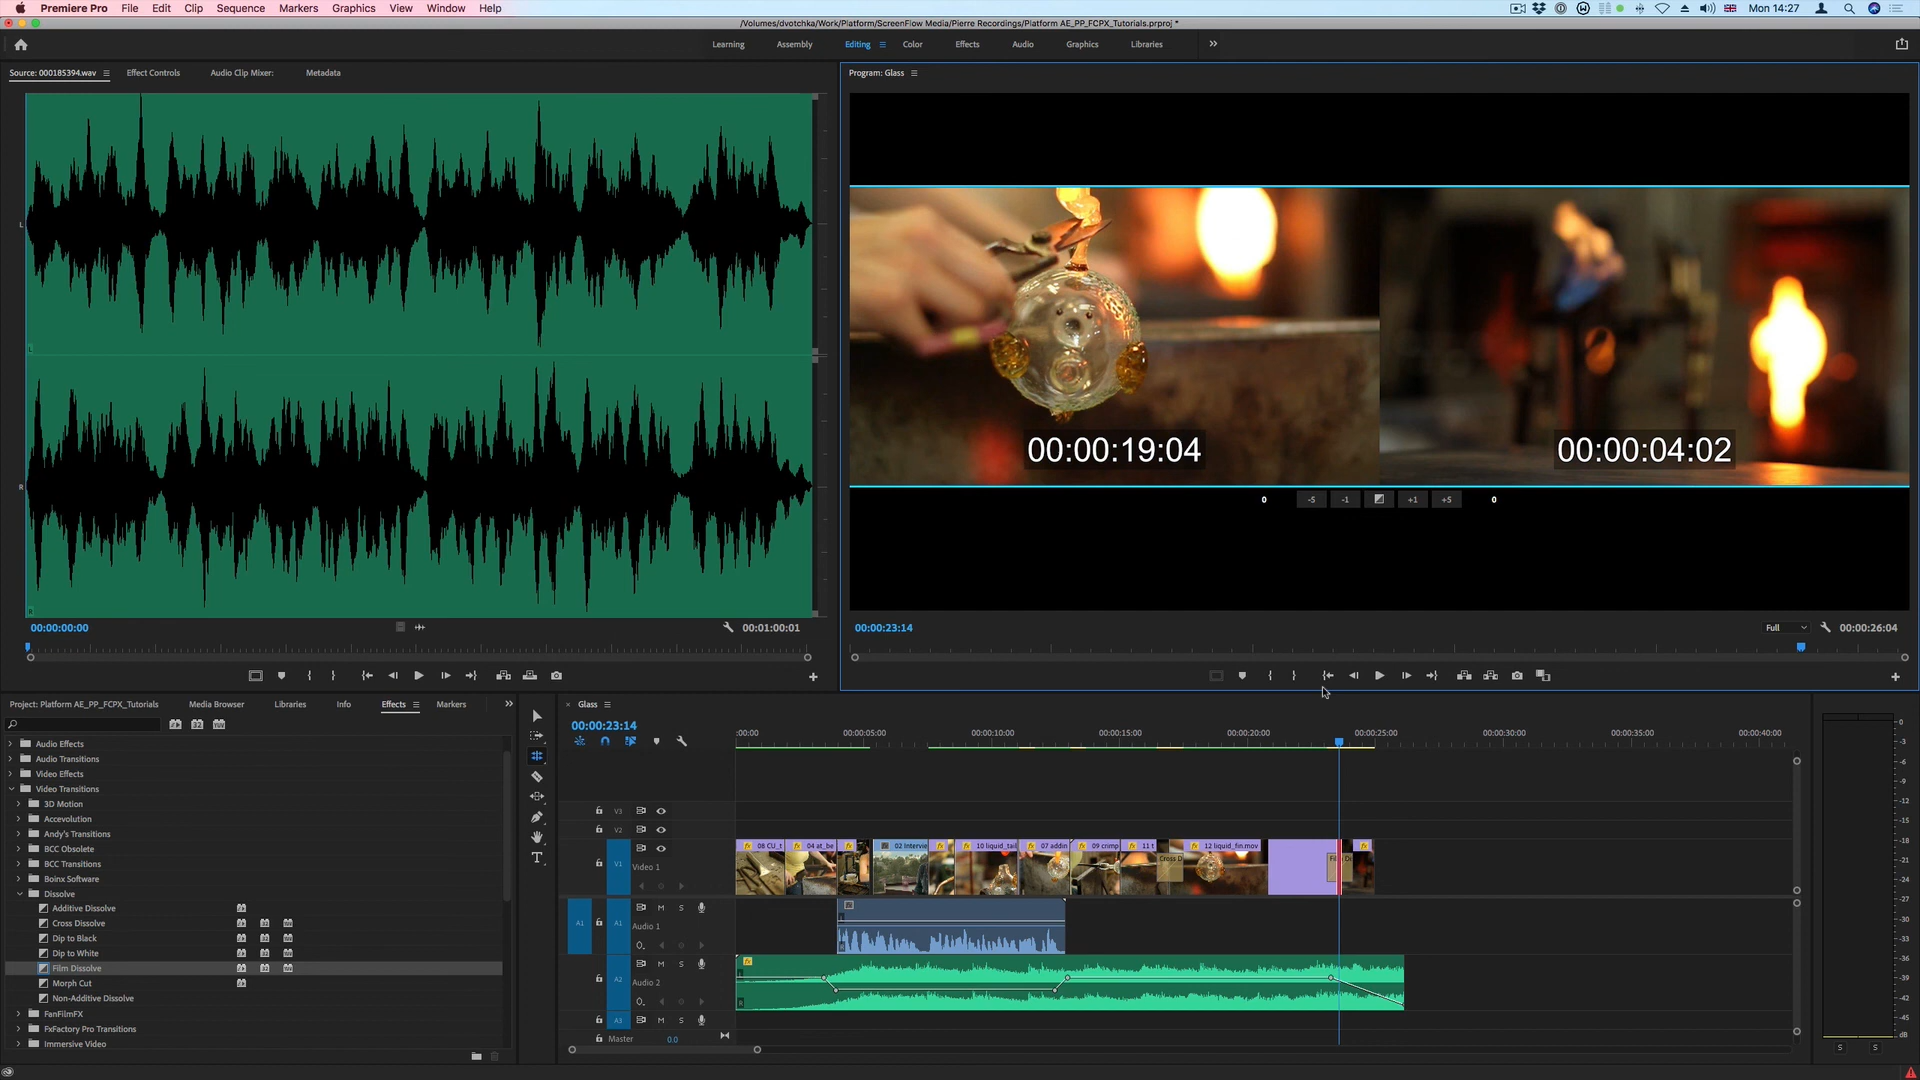 Premiere Pro File Edit Clip Sequence Markers Graphics View Window Help Mon 14:27
/Volumes/dvotchka/Work/Platform/ScreenFlow Media/Pierre Recordings/Platform AE_PP_FCPX_Tutorials.prproj *
Learning Assembly Editing Color Effects Audio Graphics Libraries
Source: 000185394.wav Effect Controls Audio Clip Mixer: Metadata
Program: Glass
L
R
00:00:19:04 00:00:04:02
0 -5 -1 +1 +5 0
00:00:00:00 00:01:00:01
00:00:23:14 Full 00:00:26:04
Project: Platform AE_PP_FCPX_Tutorials Media Browser Libraries Info Effects Markers
Audio Effects
Audio Transitions
Video Effects
Video Transitions
3D Motion
Accevolution
Andy's Transitions
BCC Obsolete
BCC Transitions
Boinx Software
Dissolve
Additive Dissolve
Cross Dissolve
Dip to Black
Dip to White
Film Dissolve
Morph Cut
Non-Additive Dissolve
FanFilmFX
FxFactory Pro Transitions
Immersive Video
Glass
00:00:23:14
:00:00 00:00:05:00 00:00:10:00 00:00:15:00 00:00:20:00 00:00:25:00 00:00:30:00 00:00:35:00 00:00:40:00
V3
V2
V1 Video 1
08 CU_t 04 at_be 02 Intervie 10 liquid_tail 07 addin 09 crimp 11 t 12 liquid_fin.mov
Cross D
A1 A1 M S
Audio 1
A2 M S
Audio 2
A3 M S
Master 0.0
0
-3
-6
-9
-12
-15
-18
-21
-24
-27
-30
-33
-36
-39
-42
-45
dB
S S